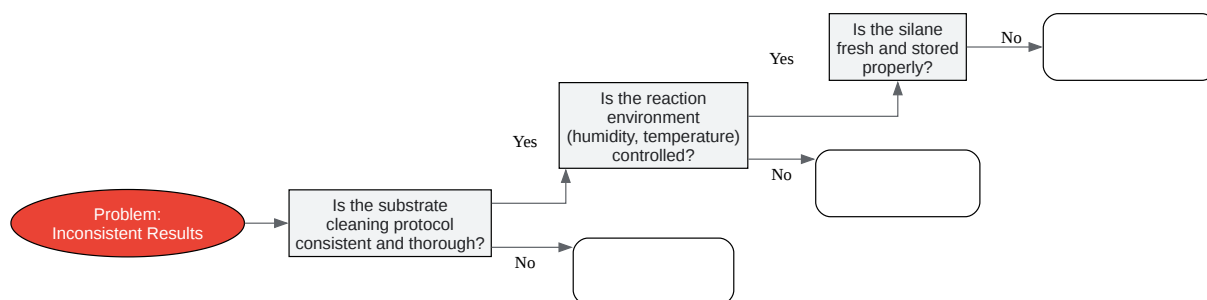 Problem:
Inconsistent Results
Is the substrate
cleaning protocol
consistent and thorough?
Yes
No
Is the reaction
environment
(humidity, temperature)
controlled?
Yes
No
Is the silane
fresh and stored
properly?
No